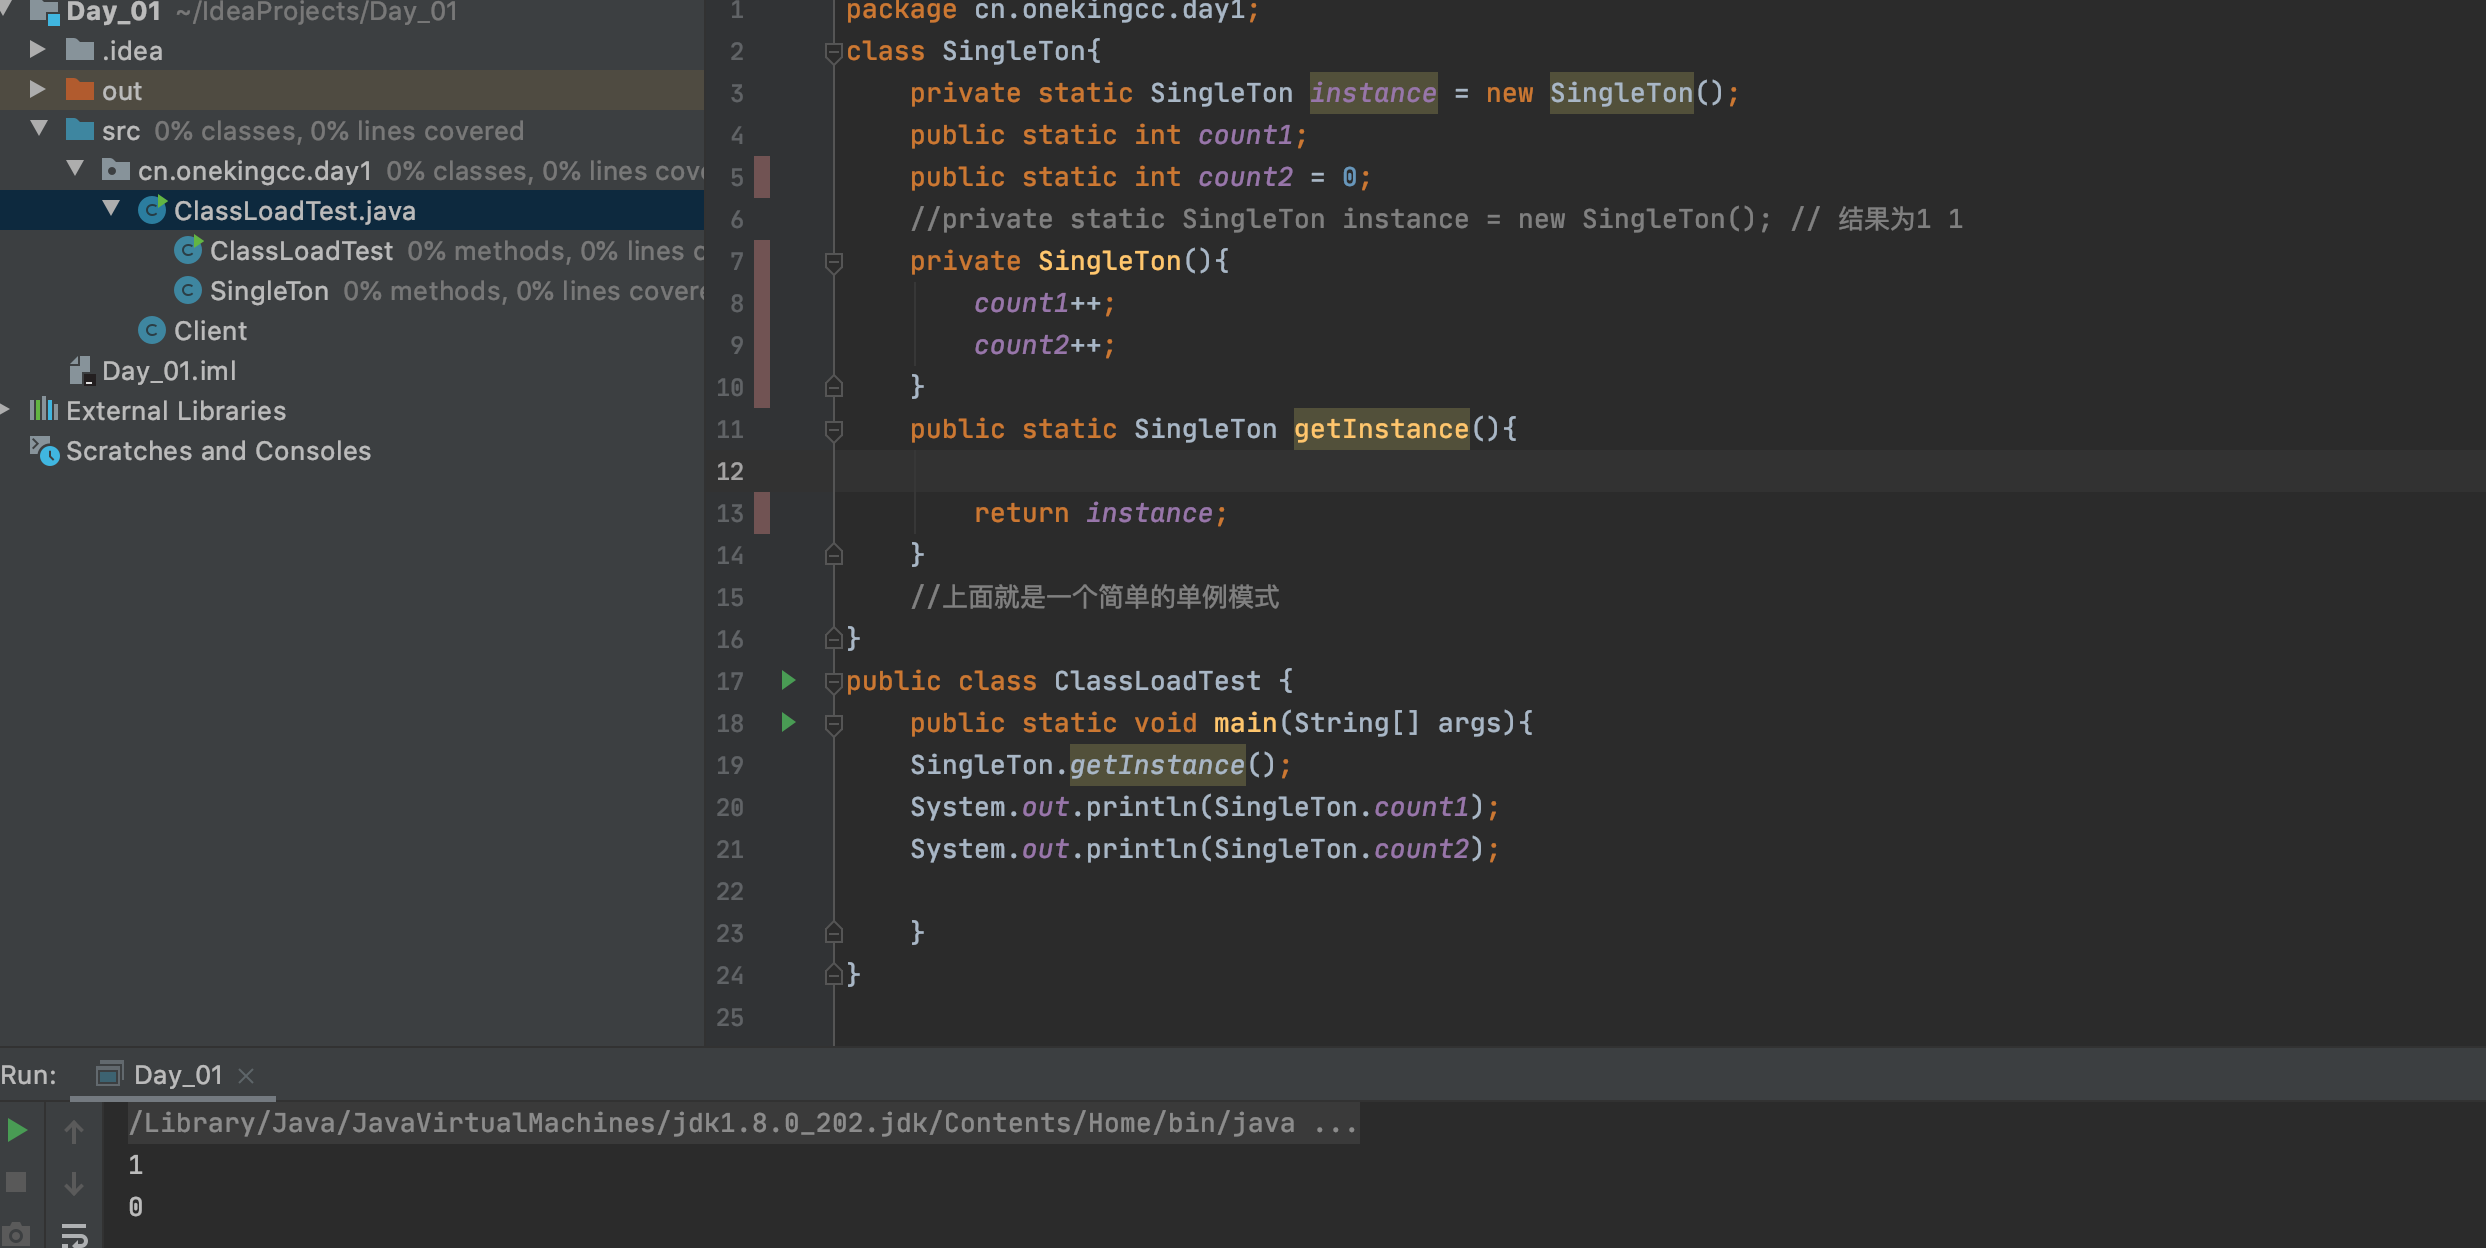 Day_01 ~/IdeaProjects/Day_01
.idea
out
src 0% classes, 0% lines covered
cn.onekingcc.day1 0% classes, 0% lines cov
ClassLoadTest.java
ClassLoadTest 0% methods, 0% lines c
SingleTon 0% methods, 0% lines cover
Client
Day_01.iml
External Libraries
Scratches and Consoles
1 package cn.onekingcc.day1;
2 class SingleTon{
3 private static SingleTon instance = new SingleTon();
4 public static int count1;
5 public static int count2 = 0;
6 //private static SingleTon instance = new SingleTon(); // 结果为1 1
7 private SingleTon(){
8 count1++;
9 count2++;
10 }
11 public static SingleTon getInstance(){
12
13 return instance;
14 }
15 //上面就是一个简单的单例模式
16 }
17 public class ClassLoadTest {
18 public static void main(String[] args){
19 SingleTon.getInstance();
20 System.out.println(SingleTon.count1);
21 System.out.println(SingleTon.count2);
22
23 }
24 }
25
Run: Day_01
/Library/Java/JavaVirtualMachines/jdk1.8.0_202.jdk/Contents/Home/bin/java ...
1
0